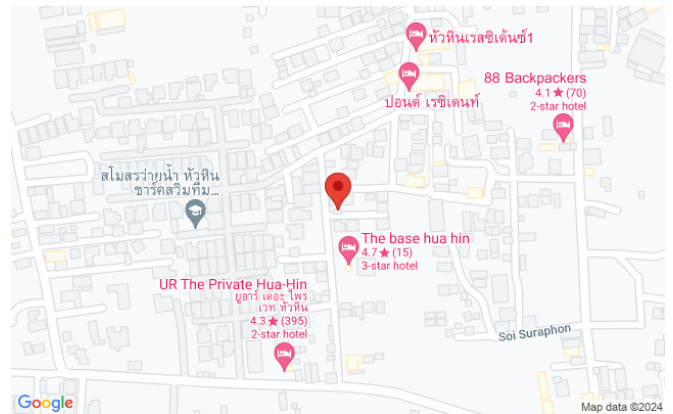 หัวหินเรสซิเด้นซ์1
ปอนด์ เรซิเดนท์
88 Backpackers
4.1★(70)
2-star hotel
สโมสรว่ายน้ำ หัวหิน
ชาร์คสวิมทีม...
The base hua hin
4.7★(15)
3-star hotel
UR The Private Hua-Hin
ยูอาร์ เดอะ ไพร
เวท หัวหิน
4.3★(395)
2-star hotel
Soi Suraphon
Google
Map data ©2024